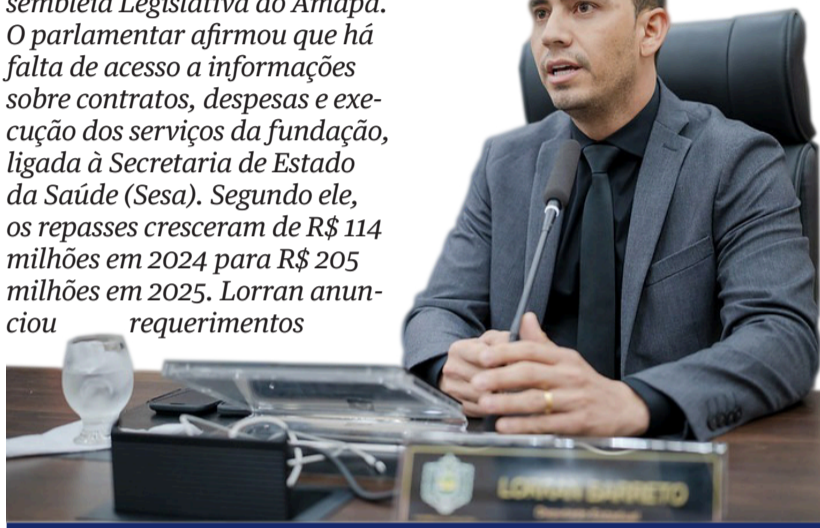 sembleia Legislativa do Amapá.
O parlamentar afirmou que há
falta de acesso a informações
sobre contratos, despesas e exe-
cução dos serviços da fundação,
ligada à Secretaria de Estado
da Saúde (Sesa). Segundo ele,
os repasses cresceram de R$ 114
milhões em 2024 para R$ 205
milhões em 2025. Lorran anun-
ciou requerimentos
LORRAN BARRETO